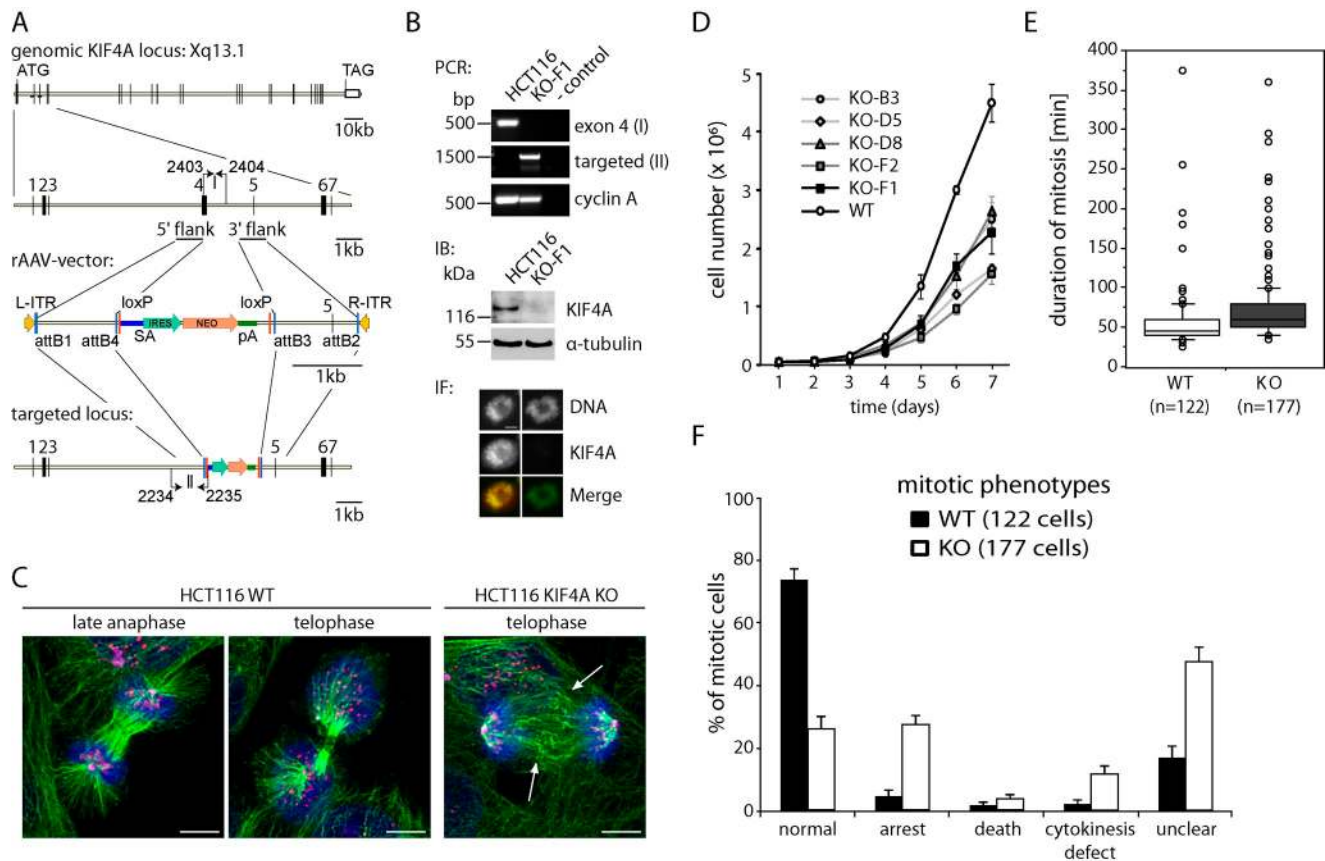 A
genomic KIF4A locus: Xq13.1
ATG
TAG
10kb
2403
2404
I
123
4
5
67
5' flank
3' flank
1kb
rAAV-vector:
L-ITR
loxP
loxP
5
R-ITR
IRES
NEO
attB1
attB4
SA
pA
attB3
attB2
1kb
targeted locus:
123
5
67
2234
II
2235
1kb
B
PCR:
HCT116
KO-F1
- control
bp
500
exon 4 (I)
1500
targeted (II)
500
cyclin A
IB:
HCT116
KO-F1
kDa
116
KIF4A
55
α-tubulin
IF:
DNA
KIF4A
Merge
C
HCT116 WT
HCT116 KIF4A KO
late anaphase
telophase
telophase
D
cell number (x 10⁶)
5
4
3
2
1
0
KO-B3
KO-D5
KO-D8
KO-F2
KO-F1
WT
1 2 3 4 5 6 7
time (days)
E
duration of mitosis [min]
400
350
300
250
200
150
100
50
0
WT
(n=122)
KO
(n=177)
F
% of mitotic cells
100
80
60
40
20
0
mitotic phenotypes
WT (122 cells)
KO (177 cells)
normal
arrest
death
cytokinesis
defect
unclear